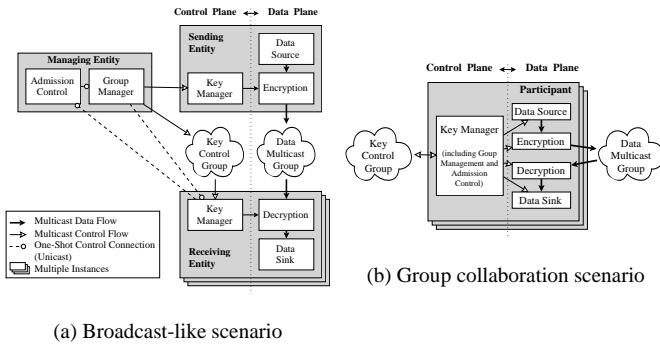 Control Plane
Data Plane
Managing Entity
Admission
Control
Group
Manager
Sending
Entity
Data
Source
Key
Manager
Encryption
Key
Control
Group
Data
Multicast
Group
Key
Manager
Decryption
Receiving
Entity
Data
Sink
Multicast Data Flow
Multicast Control Flow
One-Shot Control Connection
(Unicast)
Multiple Instances
(a) Broadcast-like scenario
Control Plane
Data Plane
Participant
Key
Control
Group
Key Manager
(including Goup
Management and
Admission
Control)
Data Source
Encryption
Decryption
Data Sink
Data
Multicast
Group
(b) Group collaboration scenario